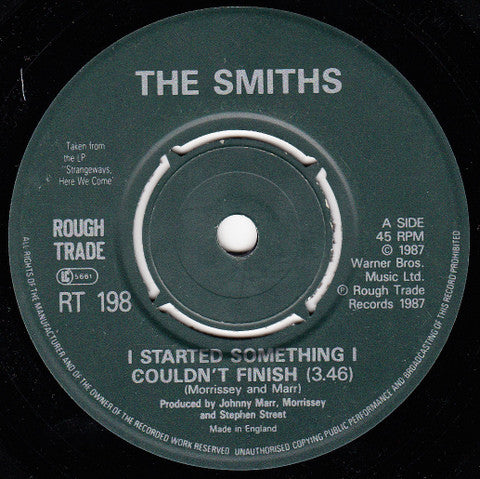 THE SMITHS
Taken from
the LP
"Strangeways,
Here We Come"
ROUGH
TRADE
LC 5661
RT 198
A SIDE
45 RPM
© 1987
Warner Bros.
Music Ltd.
℗ Rough Trade
Records 1987
I STARTED SOMETHING I
COULDN'T FINISH (3.46)
(Morrissey and Marr)
Produced by Johnny Marr, Morrissey
and Stephen Street
Made in England
ALL RIGHTS OF THE MANUFACTURER AND OF THE OWNER OF THE RECORDED WORK RESERVED UNAUTHORISED COPYING PUBLIC PERFORMANCE AND BROADCASTING OF THIS RECORD PROHIBITED